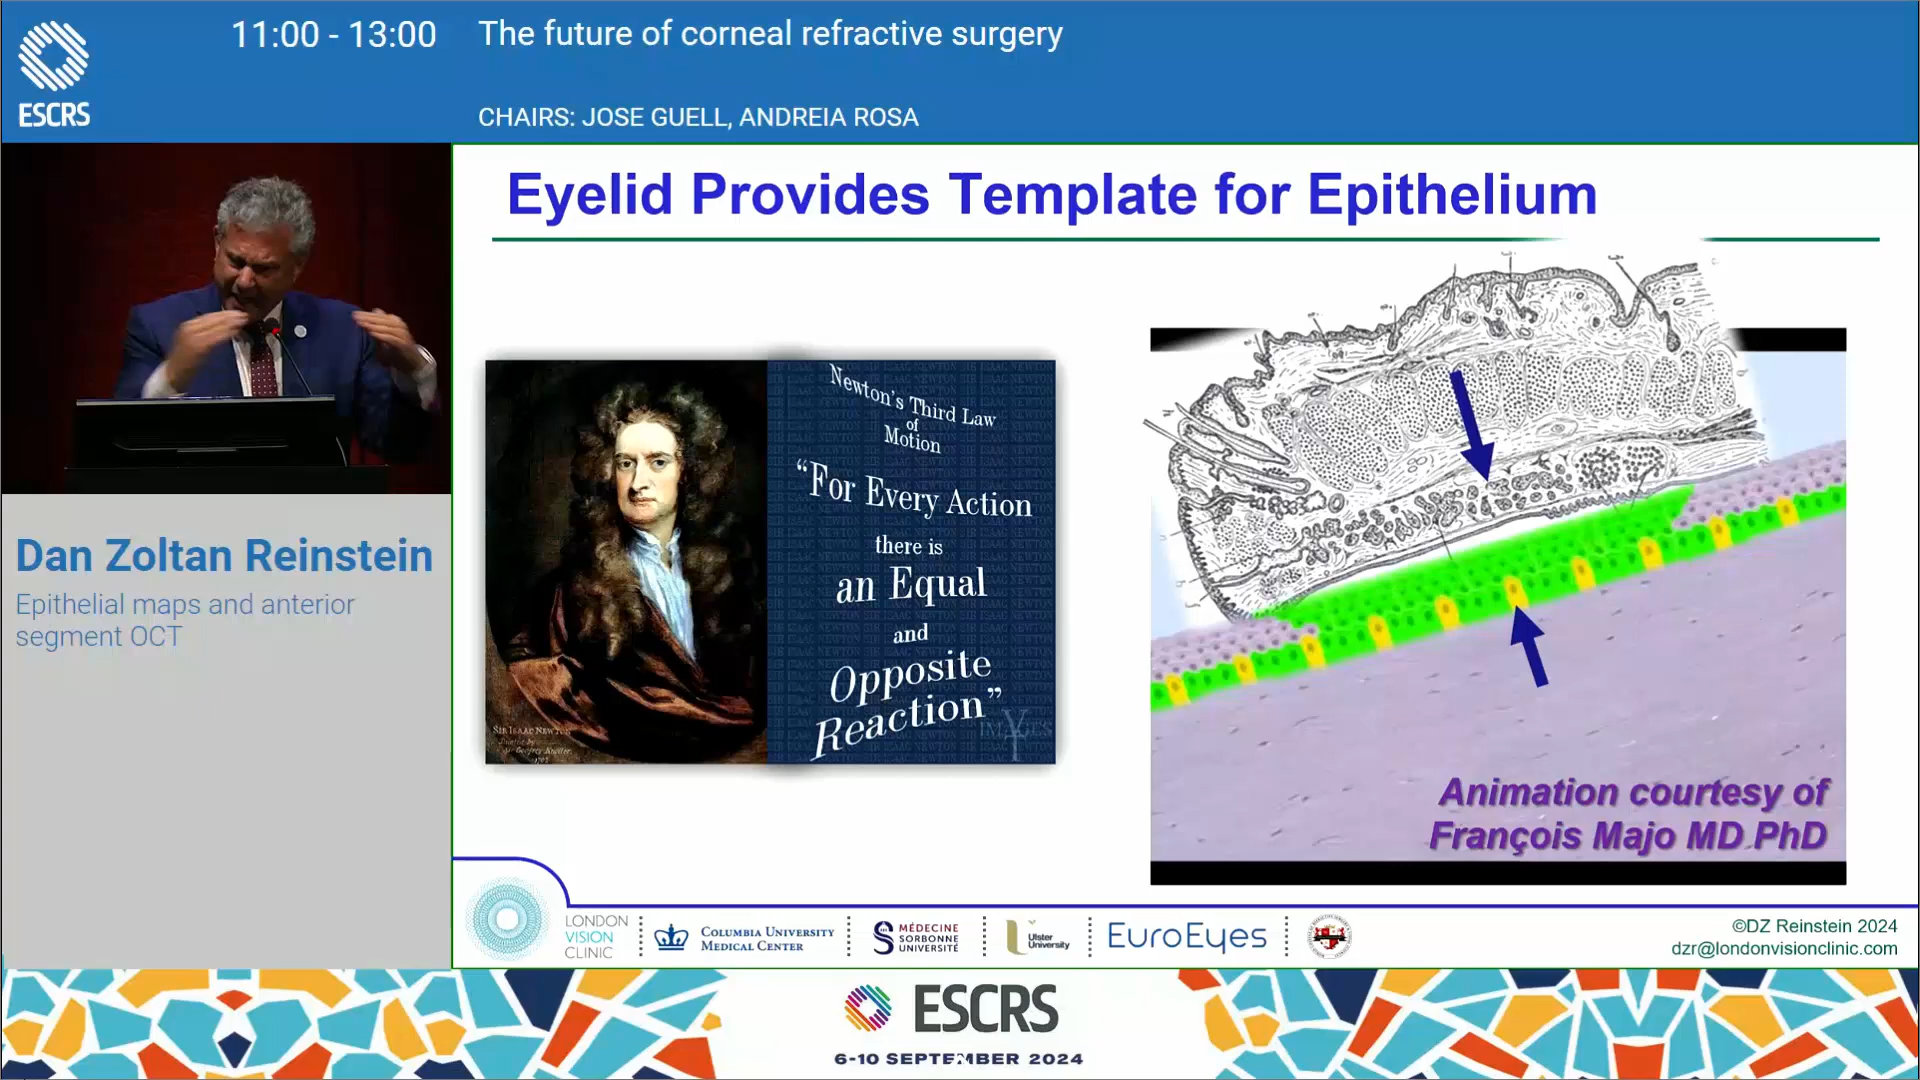 ESCRS
11:00 - 13:00
The future of corneal refractive surgery
CHAIRS: JOSE GUELL, ANDREIA ROSA
Dan Zoltan Reinstein
Epithelial maps and anterior
segment OCT
Eyelid Provides Template for Epithelium
SIR ISAAC NEWTON
Newton's Third Law
of
Motion
"For Every Action
there is
an Equal
and
Opposite
Reaction"
Animation courtesy of
François Majo MD PhD
LONDON
VISION
CLINIC
COLUMBIA UNIVERSITY
MEDICAL CENTER
MÉDECINE
SORBONNE
UNIVERSITÉ
Ulster
University
EuroEyes
©DZ Reinstein 2024
dzr@londonvisionclinic.com
ESCRS
6-10 SEPTEMBER 2024